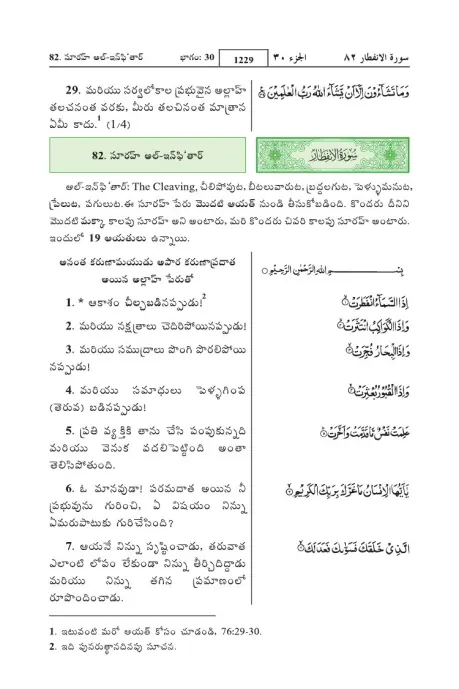 82. సూరహ్ అల్-ఇన్ఫి'తార్ భాగం: 30 1229 الجزء ٣٠ سورة الانفطار ٨٢
29. మరియు సర్వలోకాల ప్రభువైన అల్లాహ్
తలచనంత వరకు, మీరు తలచినంత మాత్రాన
ఏమీ కాదు.1 (1/4)
وَمَا تَشَاءُونَ إِلَّا أَنْ يَشَاءَ اللَّهُ رَبُّ الْعَالَمِينَ
82. సూరహ్ అల్-ఇన్ఫి'తార్
سُورَةُ الانفِطَارِ
అల్-ఇన్ఫి'తార్: The Cleaving, చీలిపోవుట, బీటలువారుట, బ్రద్దలగుట, పెళ్ళుమనుట,
ప్రేలుట, పగులుట.ఈ సూరహ్ పేరు మొదటి ఆయత్ నుండి తీసుకోబడింది. కొందరు దీనిని
మొదటి మక్కా కాలపు సూరహ్ అని అంటారు, మరి కొందరు చివరి కాలపు సూరహ్ అంటారు.
ఇందులో 19 ఆయతులు ఉన్నాయి.
అనంత కరుణామయుడు అపార కరుణాప్రదాత
అయిన అల్లాహ్ పేరుతో
بِسْمِ اللهِ الرَّحْمٰنِ الرَّحِيْمِ
1. * ఆకాశం చీల్చబడినప్పుడు!2
إِذَا السَّمَاءُ انْفَطَرَتْ
2. మరియు నక్షత్రాలు చెదిరిపోయినప్పుడు!
وَإِذَا الْكَوَاكِبُ انْتَثَرَتْ
3. మరియు సముద్రాలు పొంగి పొరలిపోయి
నప్పుడు!
وَإِذَا الْبِحَارُ فُجِّرَتْ
4. మరియు సమాధులు పెళ్ళగింప
(తెరువ) బడినప్పుడు!
وَإِذَا الْقُبُورُ بُعْثِرَتْ
5. ప్రతి వ్యక్తికి తాను చేసి పంపుకున్నది
మరియు వెనుక వదలిపెట్టింది అంతా
తెలిసిపోతుంది.
عَلِمَتْ نَفْسٌ مَّا قَدَّمَتْ وَأَخَّرَتْ
6. ఓ మానవుడా! పరమదాత అయిన నీ
ప్రభువును గురించి, ఏ విషయం నిన్ను
ఏమరుపాటుకు గురిచేసింది?
يَا أَيُّهَا الْإِنْسَانُ مَا غَرَّكَ بِرَبِّكَ الْكَرِيمِ
7. ఆయనే నిన్ను సృష్టించాడు, తరువాత
ఎలాంటి లోపం లేకుండా నిన్ను తీర్చిదిద్దాడు
మరియు నిన్ను తగిన ప్రమాణంలో
రూపొందించాడు.
الَّذِي خَلَقَكَ فَسَوَّاكَ فَعَدَلَكَ
1. ఇటువంటి మరో ఆయత్ కోసం చూడండి, 76:29-30.
2. ఇది పునరుత్థానదినపు సూచన.